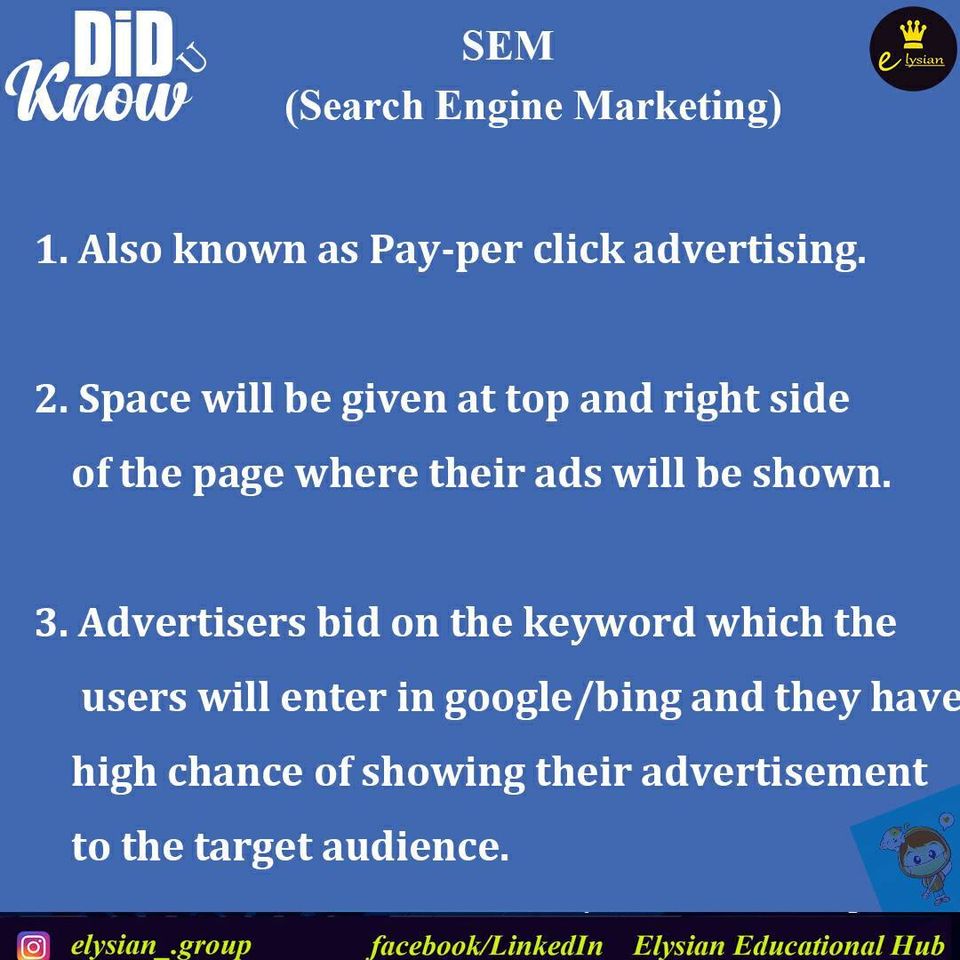 DiD U
Know
SEM
(Search Engine Marketing)
elysian
1. Also known as Pay-per click advertising.
2. Space will be given at top and right side
of the page where their ads will be shown.
3. Advertisers bid on the keyword which the
users will enter in google/bing and they have
high chance of showing their advertisement
to the target audience.
elysian_.group facebook/LinkedIn Elysian Educational Hub